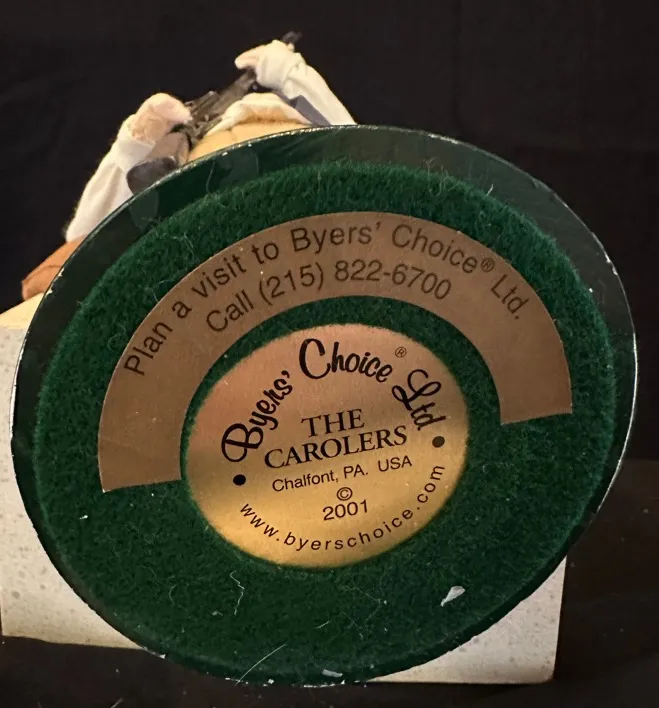 Plan a visit to Byers' Choice® Ltd.
Call (215) 822-6700
Byers' Choice® Ltd
THE
CAROLERS
Chalfont, PA. USA
©
2001
www.byerschoice.com